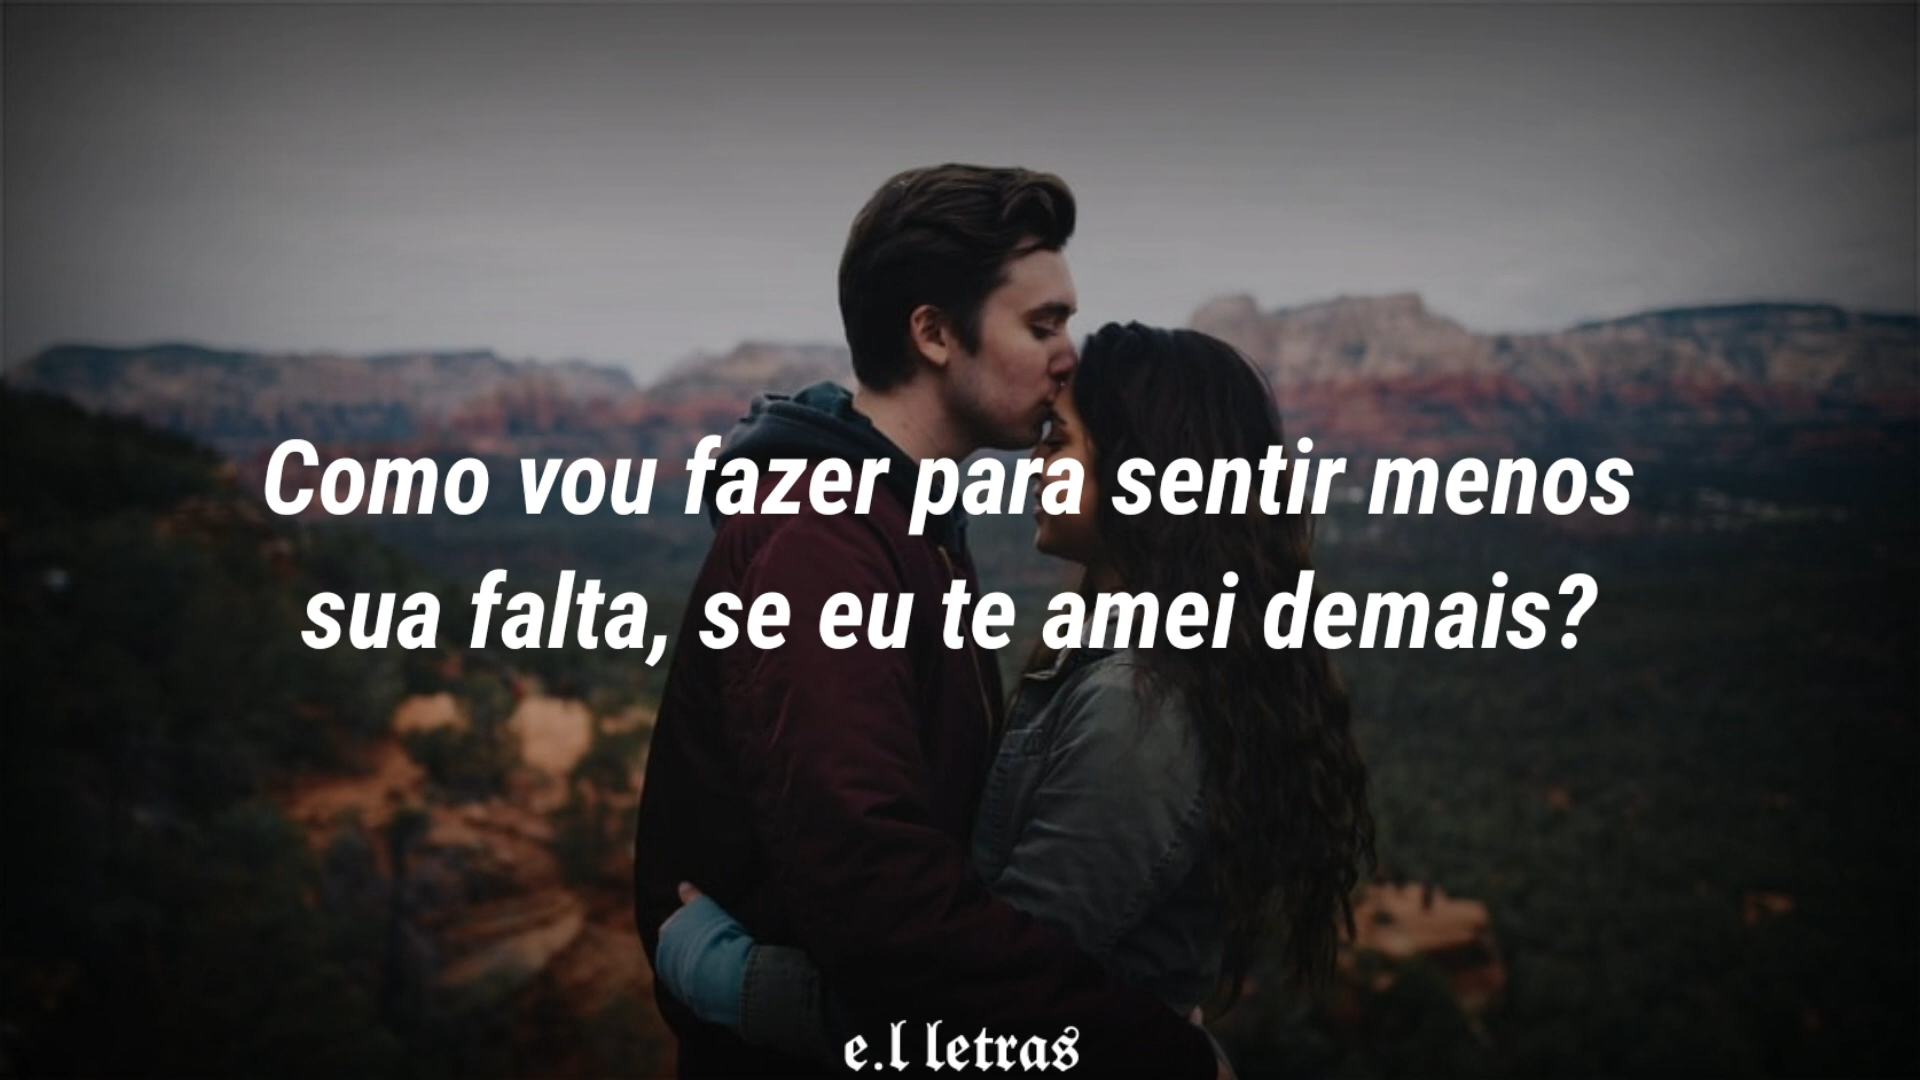 Como vou fazer para sentir menos
sua falta, se eu te amei demais?
e.l letras